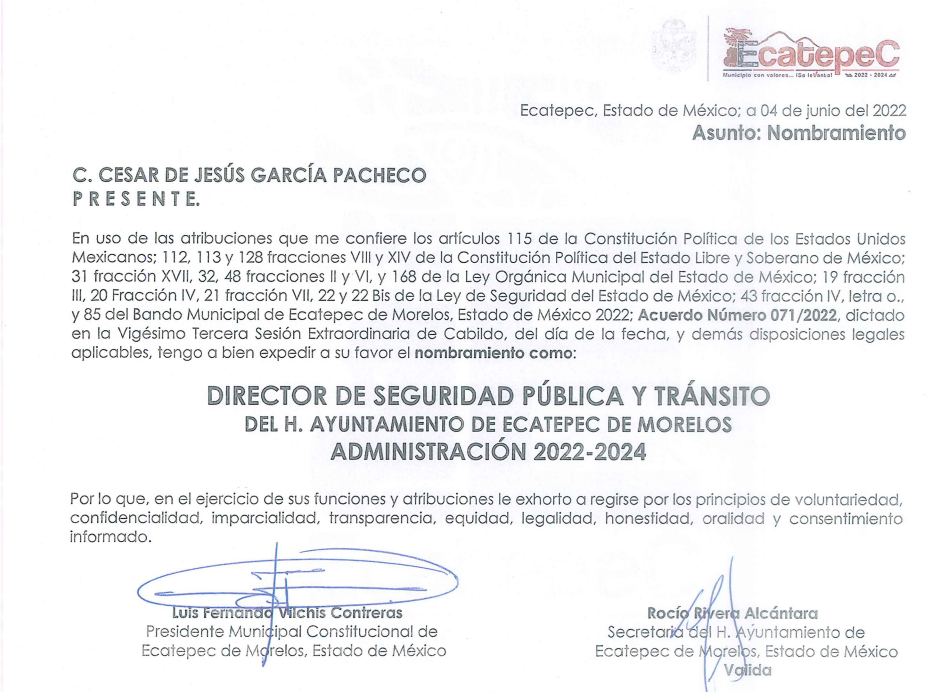 EcatepeC
Municipio con valores... ¡Se levanta! 2022 - 2024
Ecatepec, Estado de México; a 04 de junio del 2022
Asunto: Nombramiento
C. CESAR DE JESÚS GARCÍA PACHECO
P R E S E N T E.
En uso de las atribuciones que me confiere los artículos 115 de la Constitución Política de los Estados Unidos
Mexicanos; 112, 113 y 128 fracciones VIII y XIV de la Constitución Política del Estado Libre y Soberano de México;
31 fracción XVII, 32, 48 fracciones II y VI, y 168 de la Ley Orgánica Municipal del Estado de México; 19 fracción
III, 20 Fracción IV, 21 fracción VII, 22 y 22 Bis de la Ley de Seguridad del Estado de México; 43 fracción IV, letra o.,
y 85 del Bando Municipal de Ecatepec de Morelos, Estado de México 2022; Acuerdo Número 071/2022, dictado
en la Vigésimo Tercera Sesión Extraordinaria de Cabildo, del día de la fecha, y demás disposiciones legales
aplicables, tengo a bien expedir a su favor el nombramiento como:
DIRECTOR DE SEGURIDAD PÚBLICA Y TRÁNSITO
DEL H. AYUNTAMIENTO DE ECATEPEC DE MORELOS
ADMINISTRACIÓN 2022-2024
Por lo que, en el ejercicio de sus funciones y atribuciones le exhorto a regirse por los principios de voluntariedad,
confidencialidad, imparcialidad, transparencia, equidad, legalidad, honestidad, oralidad y consentimiento
informado.
Luis Fernando Vilchis Contreras
Presidente Municipal Constitucional de
Ecatepec de Morelos, Estado de México
Rocío Rivera Alcántara
Secretaria del H. Ayuntamiento de
Ecatepec de Morelos, Estado de México
Valida